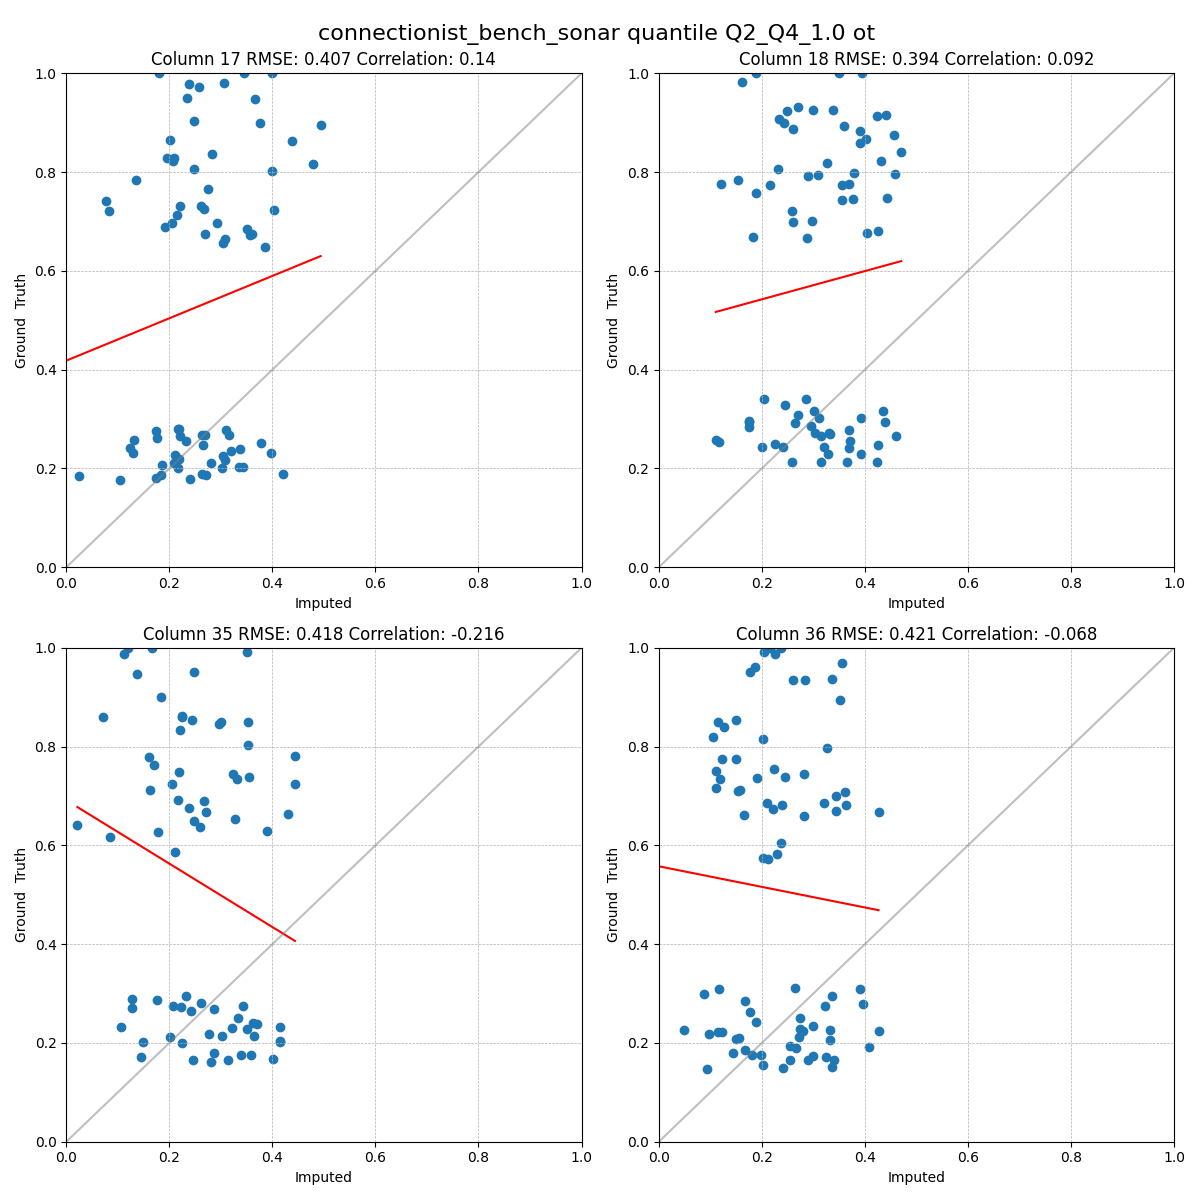 connectionist_bench_sonar quantile Q2_Q4_1.0 ot
Column 17 RMSE: 0.407 Correlation: 0.14
1.0
0.8
0.6
0.4
0.2
0.0
Ground Truth
0.0 0.2 0.4 0.6 0.8 1.0
Imputed
Column 18 RMSE: 0.394 Correlation: 0.092
1.0
0.8
0.6
0.4
0.2
0.0
Ground Truth
0.0 0.2 0.4 0.6 0.8 1.0
Imputed
Column 35 RMSE: 0.418 Correlation: -0.216
1.0
0.8
0.6
0.4
0.2
0.0
Ground Truth
0.0 0.2 0.4 0.6 0.8 1.0
Imputed
Column 36 RMSE: 0.421 Correlation: -0.068
1.0
0.8
0.6
0.4
0.2
0.0
Ground Truth
0.0 0.2 0.4 0.6 0.8 1.0
Imputed